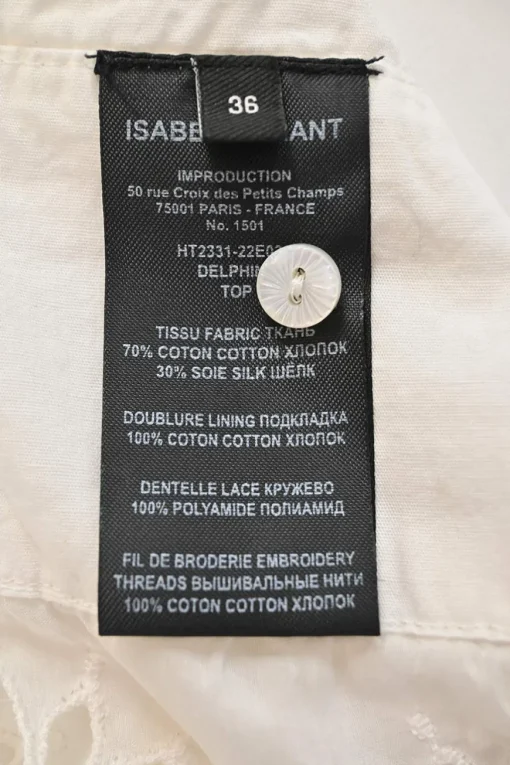 36
ISABE ANT
IMPRODUCTION
50 rue Croix des Petits Champs
75001 PARIS - FRANCE
No. 1501
HT2331-22E0
DELPHI
TOP
TISSU FABRIC ТКАНЬ
70% COTON COTTON ХЛОПОК
30% SOIE SILK ШЁЛК
DOUBLURE LINING ПОДКЛАДКА
100% COTON COTTON ХЛОПОК
DENTELLE LACE КРУЖЕВО
100% POLYAMIDE ПОЛИАМИД
FIL DE BRODERIE EMBROIDERY
THREADS ВЫШИВАЛЬНЫЕ НИТИ
100% COTON COTTON ХЛОПОК